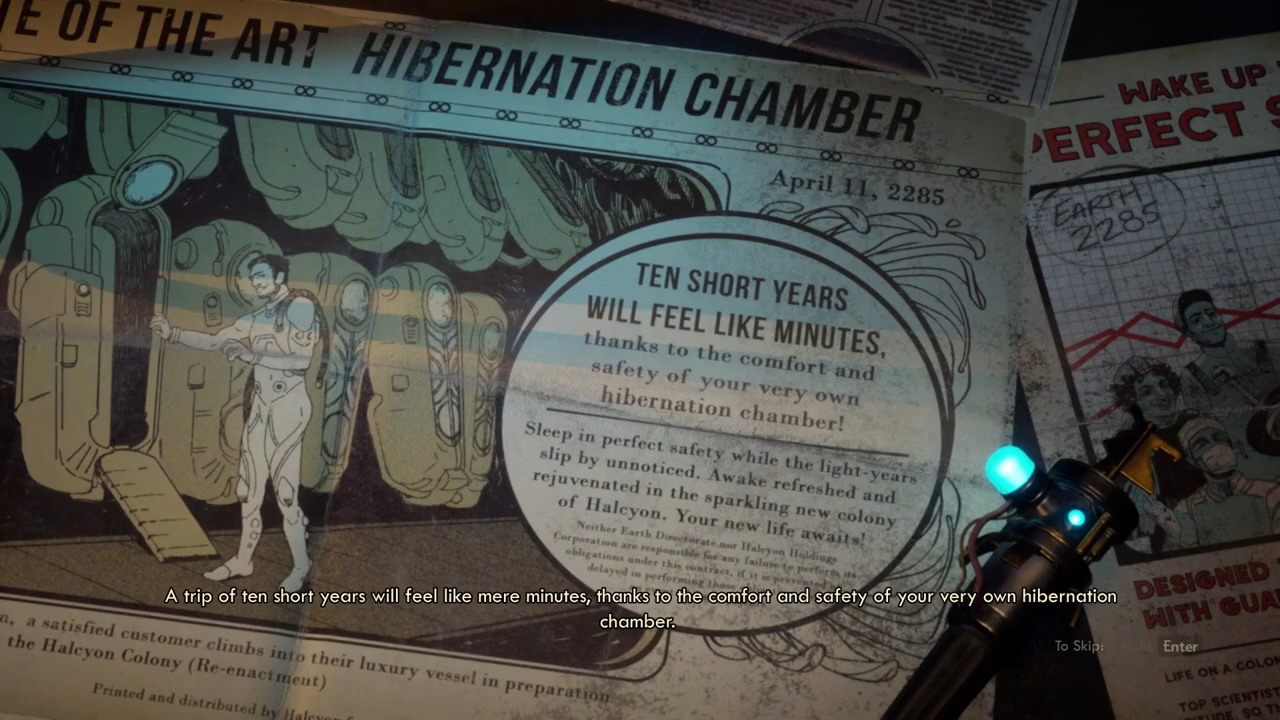 TE OF THE ART HIBERNATION CHAMBER
April 11, 2285
TEN SHORT YEARS
WILL FEEL LIKE MINUTES,
thanks to the comfort and
safety of your very own
hibernation chamber!
Sleep in perfect safety while the light-years
slip by unnoticed. Awake refreshed and
rejuvenated in the sparkling new colony
of Halcyon. Your new life awaits!
Neither Earth Directorate nor Halcyon Holdings
Corporation are responsible for any failure to perform its
obligations under this contract, if it is prevented
delayed in performing those
a satisfied customer climbs into their luxury vessel in preparation
the Halcyon Colony (Re-enactment)
Printed and distributed by
WAKE UP
PERFECT
EARTH
2285
DESIGNED
WITH
LIFE ON A
TOP SCIENTIST
A trip of ten short years will feel like mere minutes, thanks to the comfort and safety of your very own hibernation
chamber.
To Skip: Hold Enter